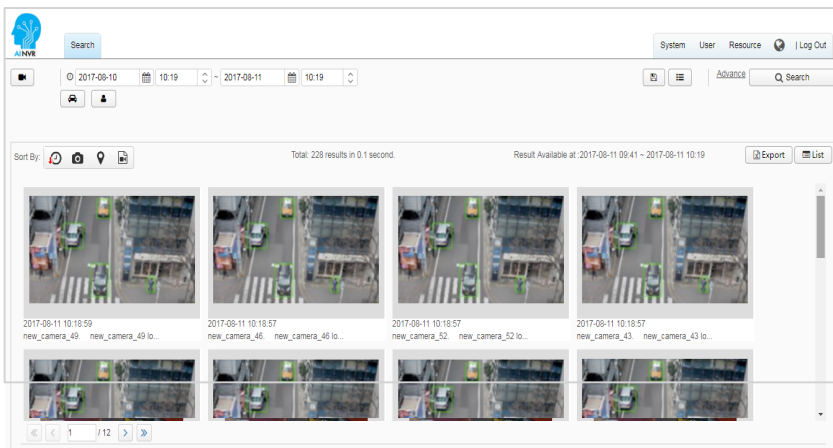 AI NVR
Search
System User Resource | Log Out
2017-08-10 10:19 ~ 2017-08-11 10:19
Advance Search
Sort By: Total: 228 results in 0.1 second. Result Available at :2017-08-11 09:41 ~ 2017-08-11 10:19 Export List
2017-08-11 10:18:59 2017-08-11 10:18:57 2017-08-11 10:18:57 2017-08-11 10:18:57
new_camera_49. new_camera_49 lo... new_camera_46. new_camera_46 lo... new_camera_52. new_camera_52 lo... new_camera_43. new_camera_43 lo...
1 / 12